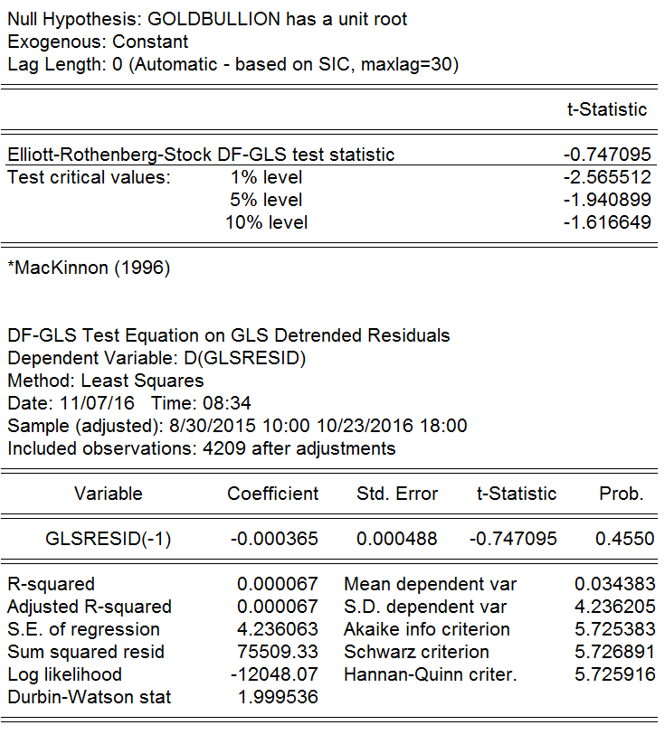 Null Hypothesis: GOLDBULLION has a unit root
Exogenous: Constant
Lag Length: 0 (Automatic - based on SIC, maxlag=30)
t-Statistic
Elliott-Rothenberg-Stock DF-GLS test statistic -0.747095
Test critical values: 1% level -2.565512
5% level -1.940899
10% level -1.616649
*MacKinnon (1996)
DF-GLS Test Equation on GLS Detrended Residuals
Dependent Variable: D(GLSRESID)
Method: Least Squares
Date: 11/07/16 Time: 08:34
Sample (adjusted): 8/30/2015 10:00 10/23/2016 18:00
Included observations: 4209 after adjustments
Variable Coefficient Std. Error t-Statistic Prob.
GLSRESID(-1) -0.000365 0.000488 -0.747095 0.4550
R-squared 0.000067 Mean dependent var 0.034383
Adjusted R-squared 0.000067 S.D. dependent var 4.236205
S.E. of regression 4.236063 Akaike info criterion 5.725383
Sum squared resid 75509.33 Schwarz criterion 5.726891
Log likelihood -12048.07 Hannan-Quinn criter. 5.725916
Durbin-Watson stat 1.999536